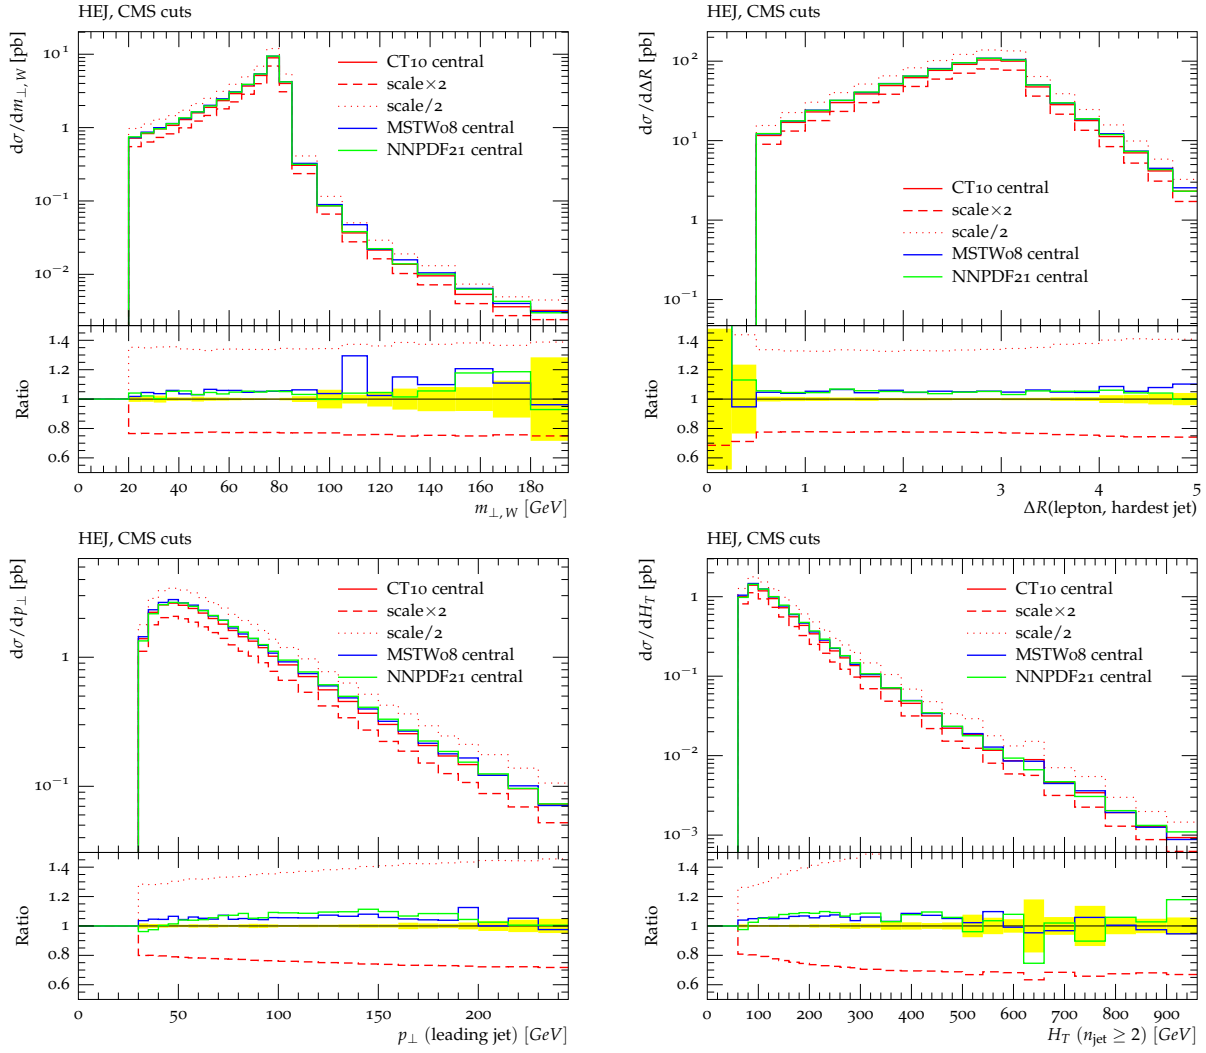 HEJ, CMS cuts
dσ/dm⊥,W [pb]
10¹
1
10⁻¹
10⁻²
CT10 central
scale×2
scale/2
MSTW08 central
NNPDF21 central
Ratio
1.4
1.2
1
0.8
0.6
0 20 40 60 80 100 120 140 160 180
m⊥,W [GeV]
HEJ, CMS cuts
dσ/dΔR [pb]
10²
10¹
1
10⁻¹
CT10 central
scale×2
scale/2
MSTW08 central
NNPDF21 central
Ratio
1.4
1.2
1
0.8
0.6
0 1 2 3 4 5
ΔR(lepton, hardest jet)
HEJ, CMS cuts
dσ/dp⊥ [pb]
1
10⁻¹
CT10 central
scale×2
scale/2
MSTW08 central
NNPDF21 central
Ratio
1.4
1.2
1
0.8
0.6
50 100 150 200
p⊥ (leading jet) [GeV]
HEJ, CMS cuts
dσ/dH_T [pb]
1
10⁻¹
10⁻²
10⁻³
CT10 central
scale×2
scale/2
MSTW08 central
NNPDF21 central
Ratio
1.4
1.2
1
0.8
0.6
0 100 200 300 400 500 600 700 800 900
H_T (n_jet ≥ 2) [GeV]